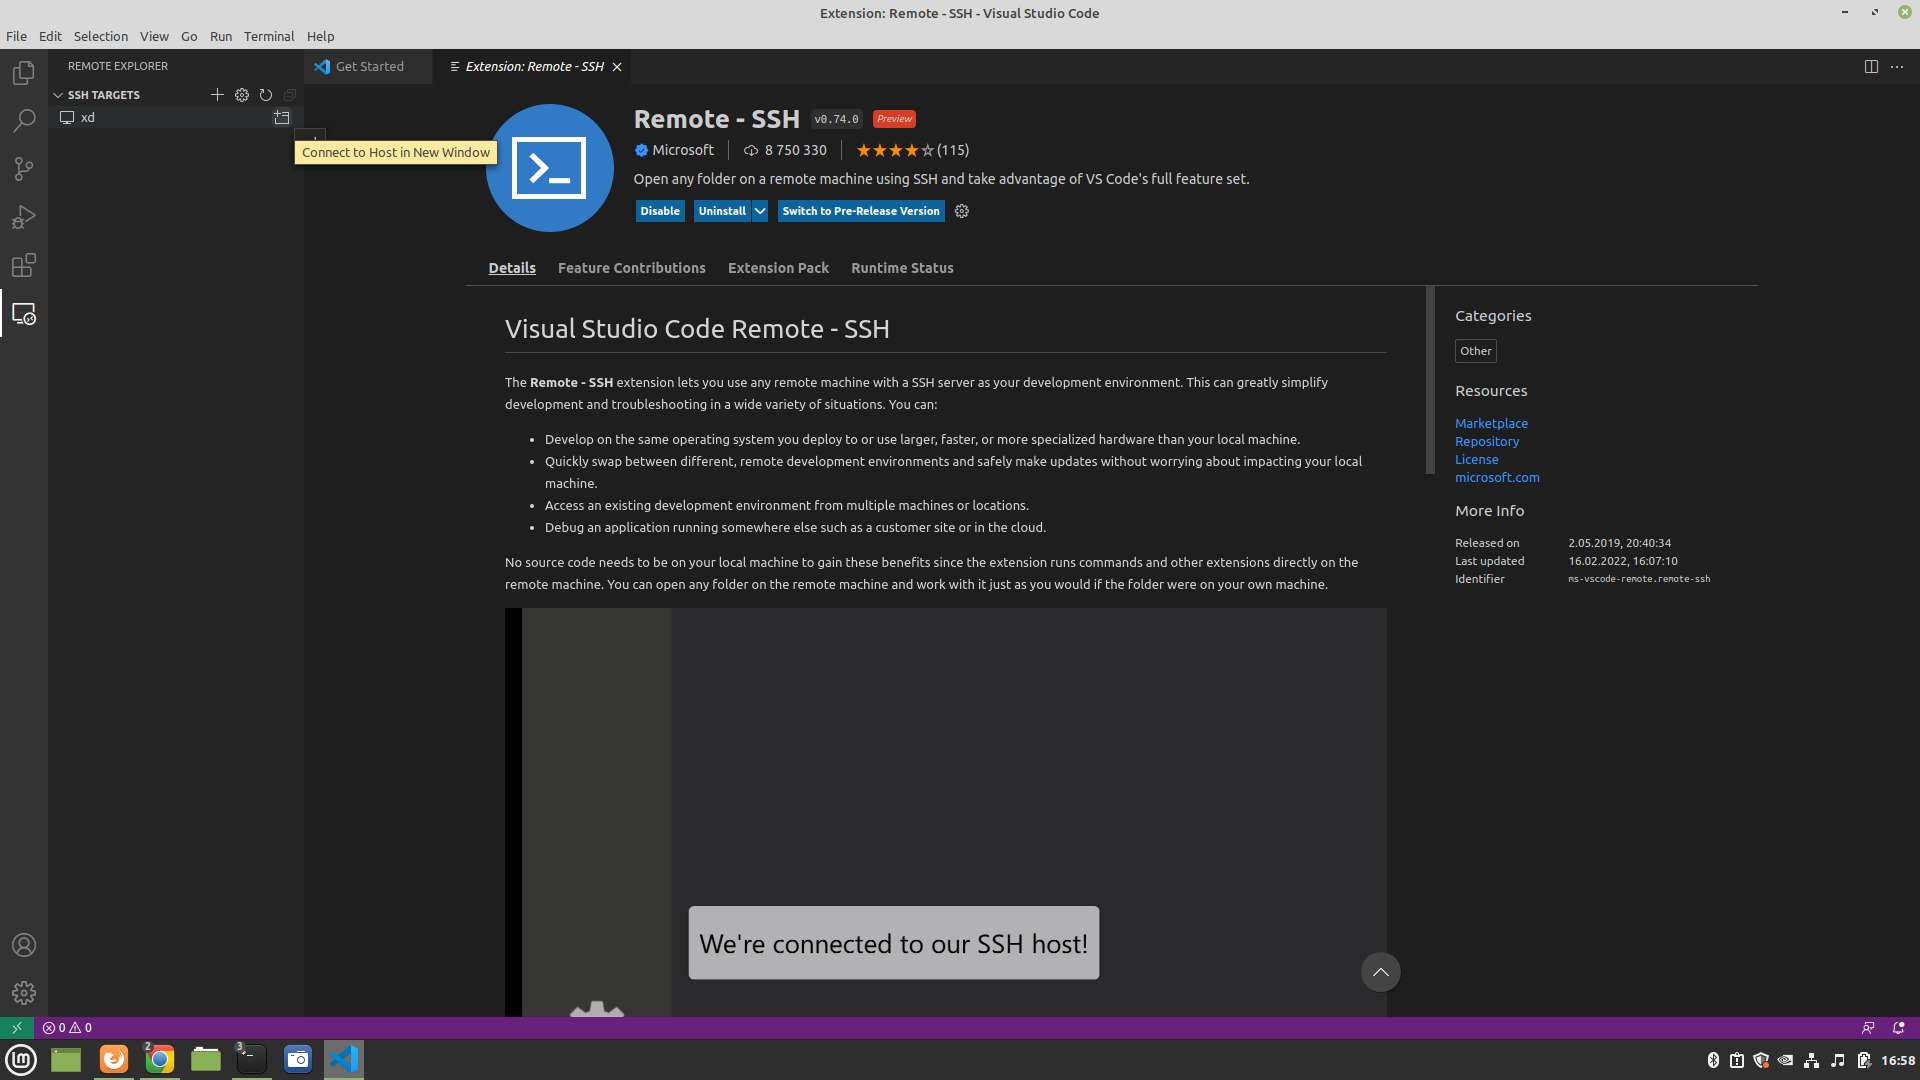 Extension: Remote - SSH - Visual Studio Code
File Edit Selection View Go Run Terminal Help
REMOTE EXPLORER
SSH TARGETS
xd
Connect to Host in New Window
Get Started
Extension: Remote - SSH
Remote - SSH v0.74.0 Preview
Microsoft 8 750 330 (115)
Open any folder on a remote machine using SSH and take advantage of VS Code's full feature set.
Disable Uninstall Switch to Pre-Release Version
Details Feature Contributions Extension Pack Runtime Status
Visual Studio Code Remote - SSH
The Remote - SSH extension lets you use any remote machine with a SSH server as your development environment. This can greatly simplify
development and troubleshooting in a wide variety of situations. You can:
• Develop on the same operating system you deploy to or use larger, faster, or more specialized hardware than your local machine.
• Quickly swap between different, remote development environments and safely make updates without worrying about impacting your local
machine.
• Access an existing development environment from multiple machines or locations.
• Debug an application running somewhere else such as a customer site or in the cloud.
No source code needs to be on your local machine to gain these benefits since the extension runs commands and other extensions directly on the
remote machine. You can open any folder on the remote machine and work with it just as you would if the folder were on your own machine.
We're connected to our SSH host!
Categories
Other
Resources
Marketplace
Repository
License
microsoft.com
More Info
Released on 2.05.2019, 20:40:34
Last updated 16.02.2022, 16:07:10
Identifier ms-vscode-remote.remote-ssh
0 0
2 3
16:58